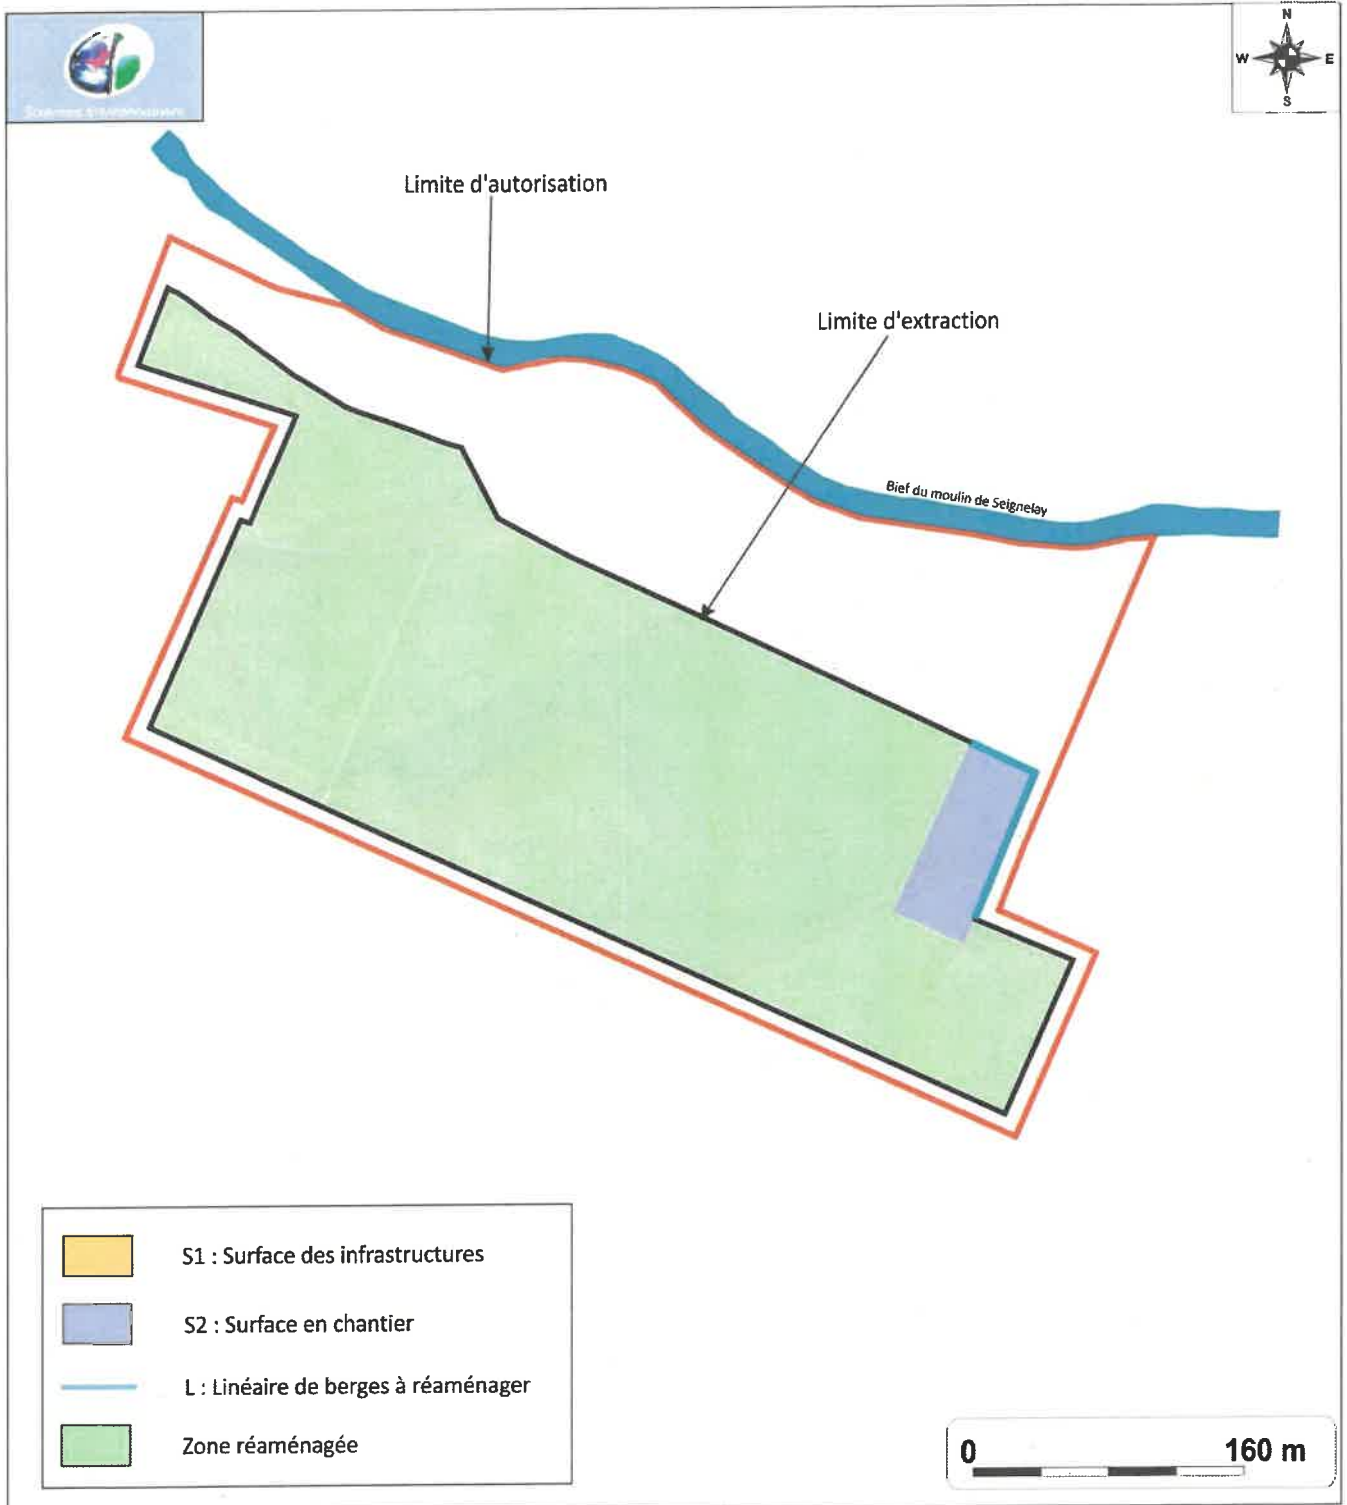 N
W E
S
Limite d'autorisation
Limite d'extraction
Bief du moulin de Seignelay
S1 : Surface des infrastructures
S2 : Surface en chantier
L : Linéaire de berges à réaménager
Zone réaménagée
0 160 m